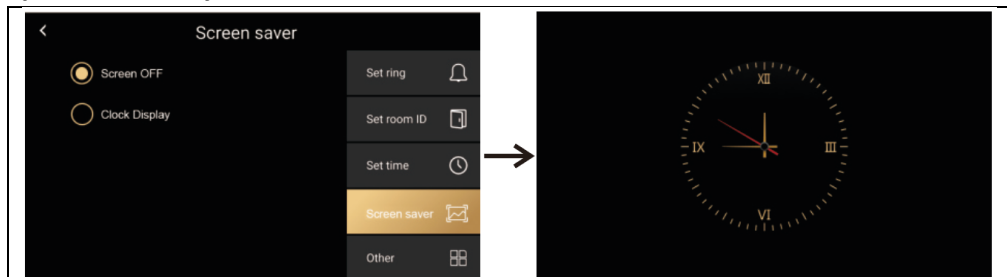 Screen saver
Screen OFF
Clock Display
Set ring
Set room ID
Set time
Screen saver
Other
XII
IX
III
VI